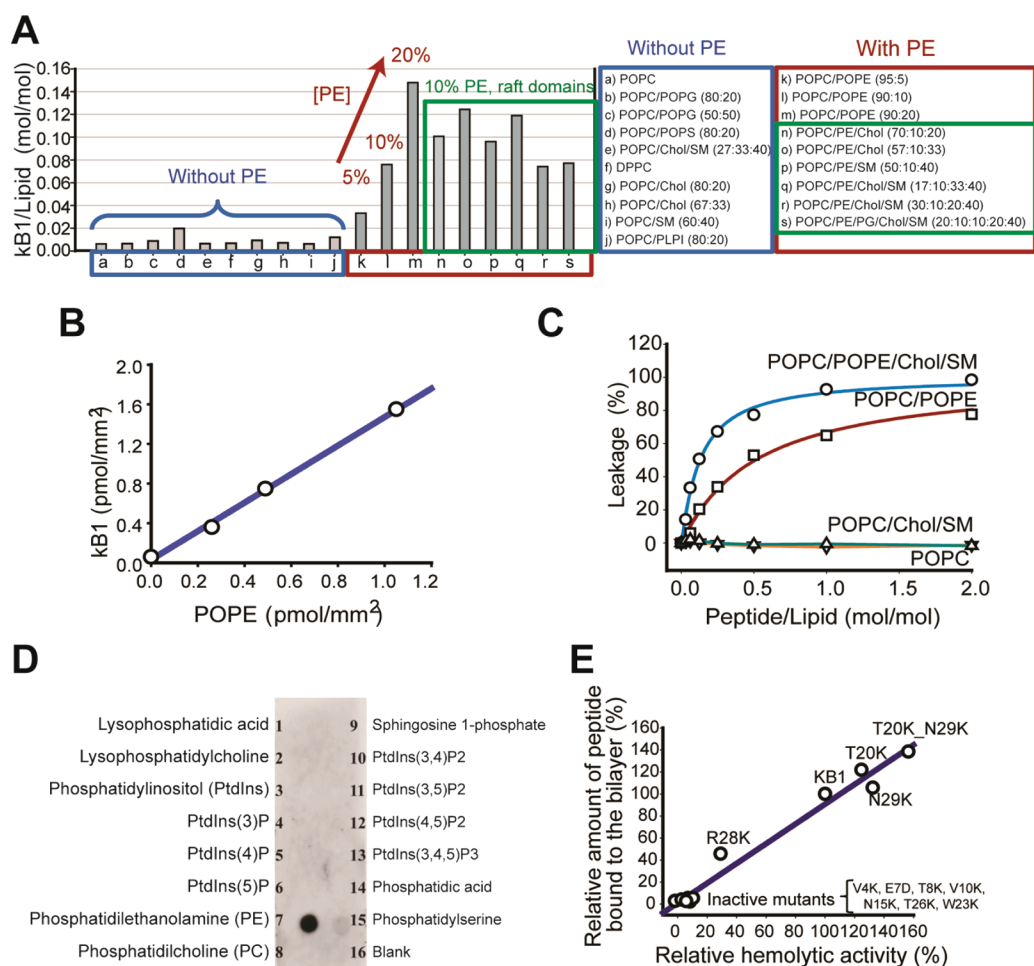 A
Without PE
With PE
kB1/Lipid (mol/mol)
0.16
0.14
0.12
0.10
0.08
0.06
0.04
0.02
0.00
[PE]
20%
10%
5%
10% PE, raft domains
Without PE
a b c d e f g h i j k l m n o p q r s
a) POPC
b) POPC/POPG (80:20)
c) POPC/POPG (50:50)
d) POPC/POPS (80:20)
e) POPC/Chol/SM (27:33:40)
f) DPPC
g) POPC/Chol (80:20)
h) POPC/Chol (67:33)
i) POPC/SM (60:40)
j) POPC/PLPI (80:20)
k) POPC/POPE (95:5)
l) POPC/POPE (90:10)
m) POPC/POPE (90:20)
n) POPC/PE/Chol (70:10:20)
o) POPC/PE/Chol (57:10:33)
p) POPC/PE/SM (50:10:40)
q) POPC/PE/Chol/SM (17:10:33:40)
r) POPC/PE/Chol/SM (30:10:20:40)
s) POPC/PE/PG/Chol/SM (20:10:10:20:40)
B
kB1 (pmol/mm²)
2.0
1.6
1.2
0.8
0.4
0.0
0.0 0.2 0.4 0.6 0.8 1.0 1.2
POPE (pmol/mm²)
C
Leakage (%)
120
100
80
60
40
20
0
POPC/POPE/Chol/SM
POPC/POPE
POPC/Chol/SM
POPC
0.0 0.5 1.0 1.5 2.0
Peptide/Lipid (mol/mol)
D
Lysophosphatidic acid 1
Lysophosphatidylcholine 2
Phosphatidylinositol (PtdIns) 3
PtdIns(3)P 4
PtdIns(4)P 5
PtdIns(5)P 6
Phosphatidilethanolamine (PE) 7
Phosphatidilcholine (PC) 8
9 Sphingosine 1-phosphate
10 PtdIns(3,4)P2
11 PtdIns(3,5)P2
12 PtdIns(4,5)P2
13 PtdIns(3,4,5)P3
14 Phosphatidic acid
15 Phosphatidylserine
16 Blank
E
Relative amount of peptide
bound to the bilayer (%)
160
140
120
100
80
60
40
20
0
T20K_N29K
T20K
KB1
N29K
R28K
Inactive mutants
V4K, E7D, T8K, V10K,
N15K, T26K, W23K
0 20 40 60 80 100 120 140 160
Relative hemolytic activity (%)